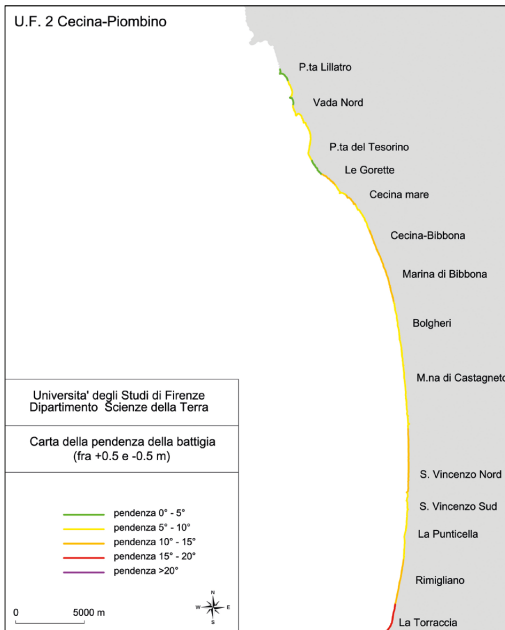 U.F. 2 Cecina-Piombino
P.ta Lillatro
Vada Nord
P.ta del Tesorino
Le Gorette
Cecina mare
Cecina-Bibbona
Marina di Bibbona
Bolgheri
M.na di Castagneto
Universita' degli Studi di Firenze
Dipartimento Scienze della Terra
Carta della pendenza della battigia
(fra +0.5 e -0.5 m)
S. Vincenzo Nord
S. Vincenzo Sud
La Punticella
Rimigliano
La Torraccia
pendenza 0° - 5°
pendenza 5° - 10°
pendenza 10° - 15°
pendenza 15° - 20°
pendenza >20°
N
W E
S
0 5000 m